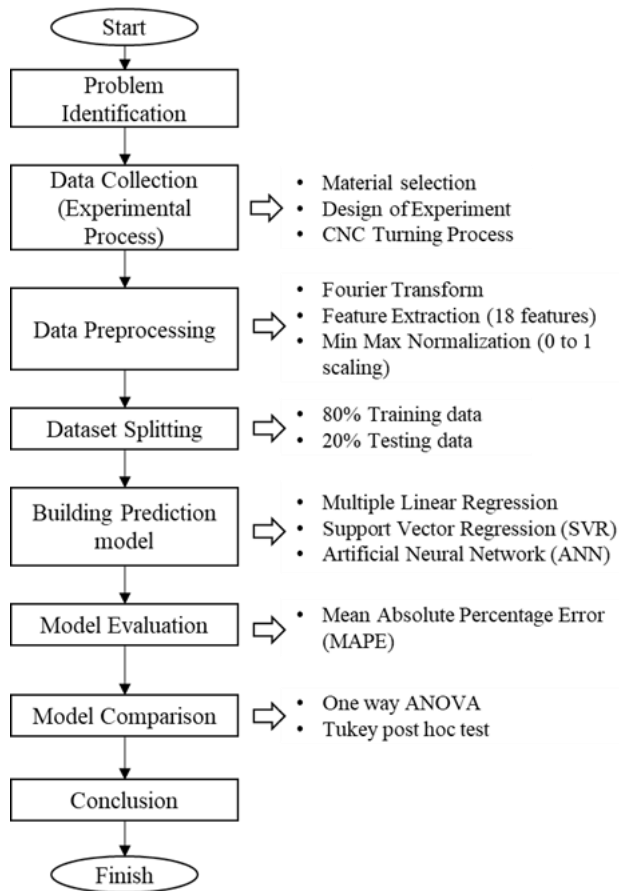 Start
Problem
Identification
Data Collection
(Experimental
Process)
• Material selection
• Design of Experiment
• CNC Turning Process
Data Preprocessing
• Fourier Transform
• Feature Extraction (18 features)
• Min Max Normalization (0 to 1
scaling)
Dataset Splitting
• 80% Training data
• 20% Testing data
Building Prediction
model
• Multiple Linear Regression
• Support Vector Regression (SVR)
• Artificial Neural Network (ANN)
Model Evaluation
• Mean Absolute Percentage Error
(MAPE)
Model Comparison
• One way ANOVA
• Tukey post hoc test
Conclusion
Finish